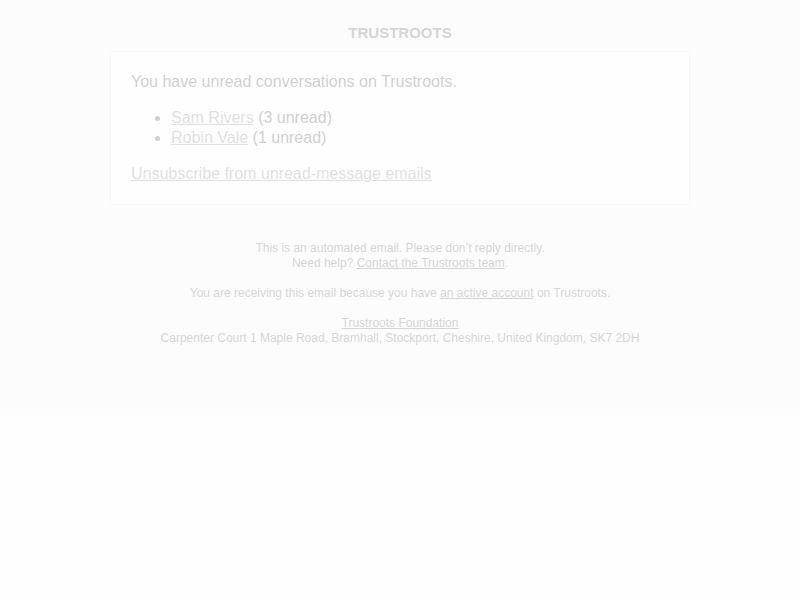 TRUSTROOTS
You have unread conversations on Trustroots.
Sam Rivers (3 unread)
Robin Vale (1 unread)
Unsubscribe from unread-message emails
This is an automated email. Please don’t reply directly.
Need help? Contact the Trustroots team.
You are receiving this email because you have an active account on Trustroots.
Trustroots Foundation
Carpenter Court 1 Maple Road, Bramhall, Stockport, Cheshire, United Kingdom, SK7 2DH